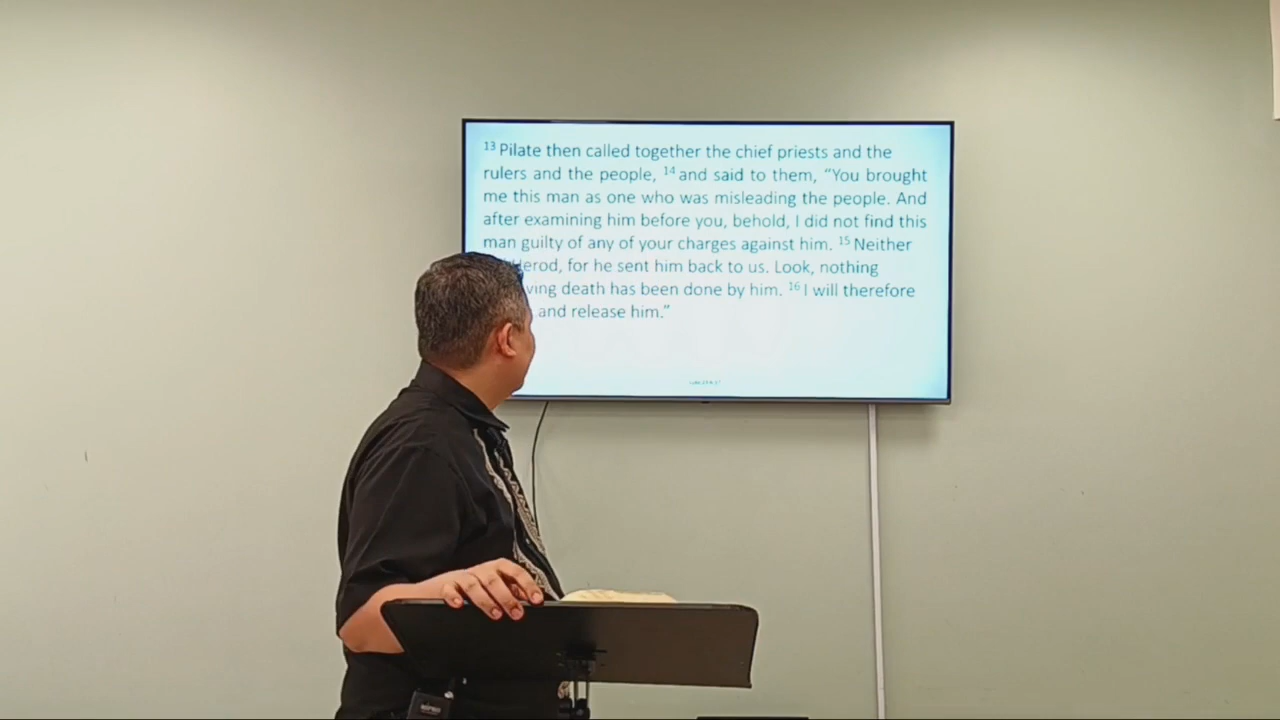 13 Pilate then called together the chief priests and the
rulers and the people, 14 and said to them, “You brought
me this man as one who was misleading the people. And
after examining him before you, behold, I did not find this
man guilty of any of your charges against him. 15 Neither
erod, for he sent him back to us. Look, nothing
ving death has been done by him. 16 I will therefore
and release him.”